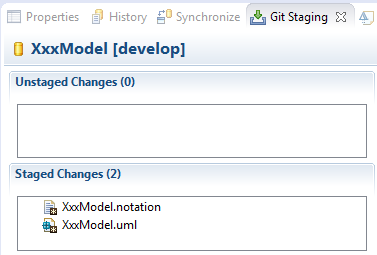 Properties History Synchronize Git Staging
XxxModel [develop]
Unstaged Changes (0)
Staged Changes (2)
XxxModel.notation
XxxModel.uml